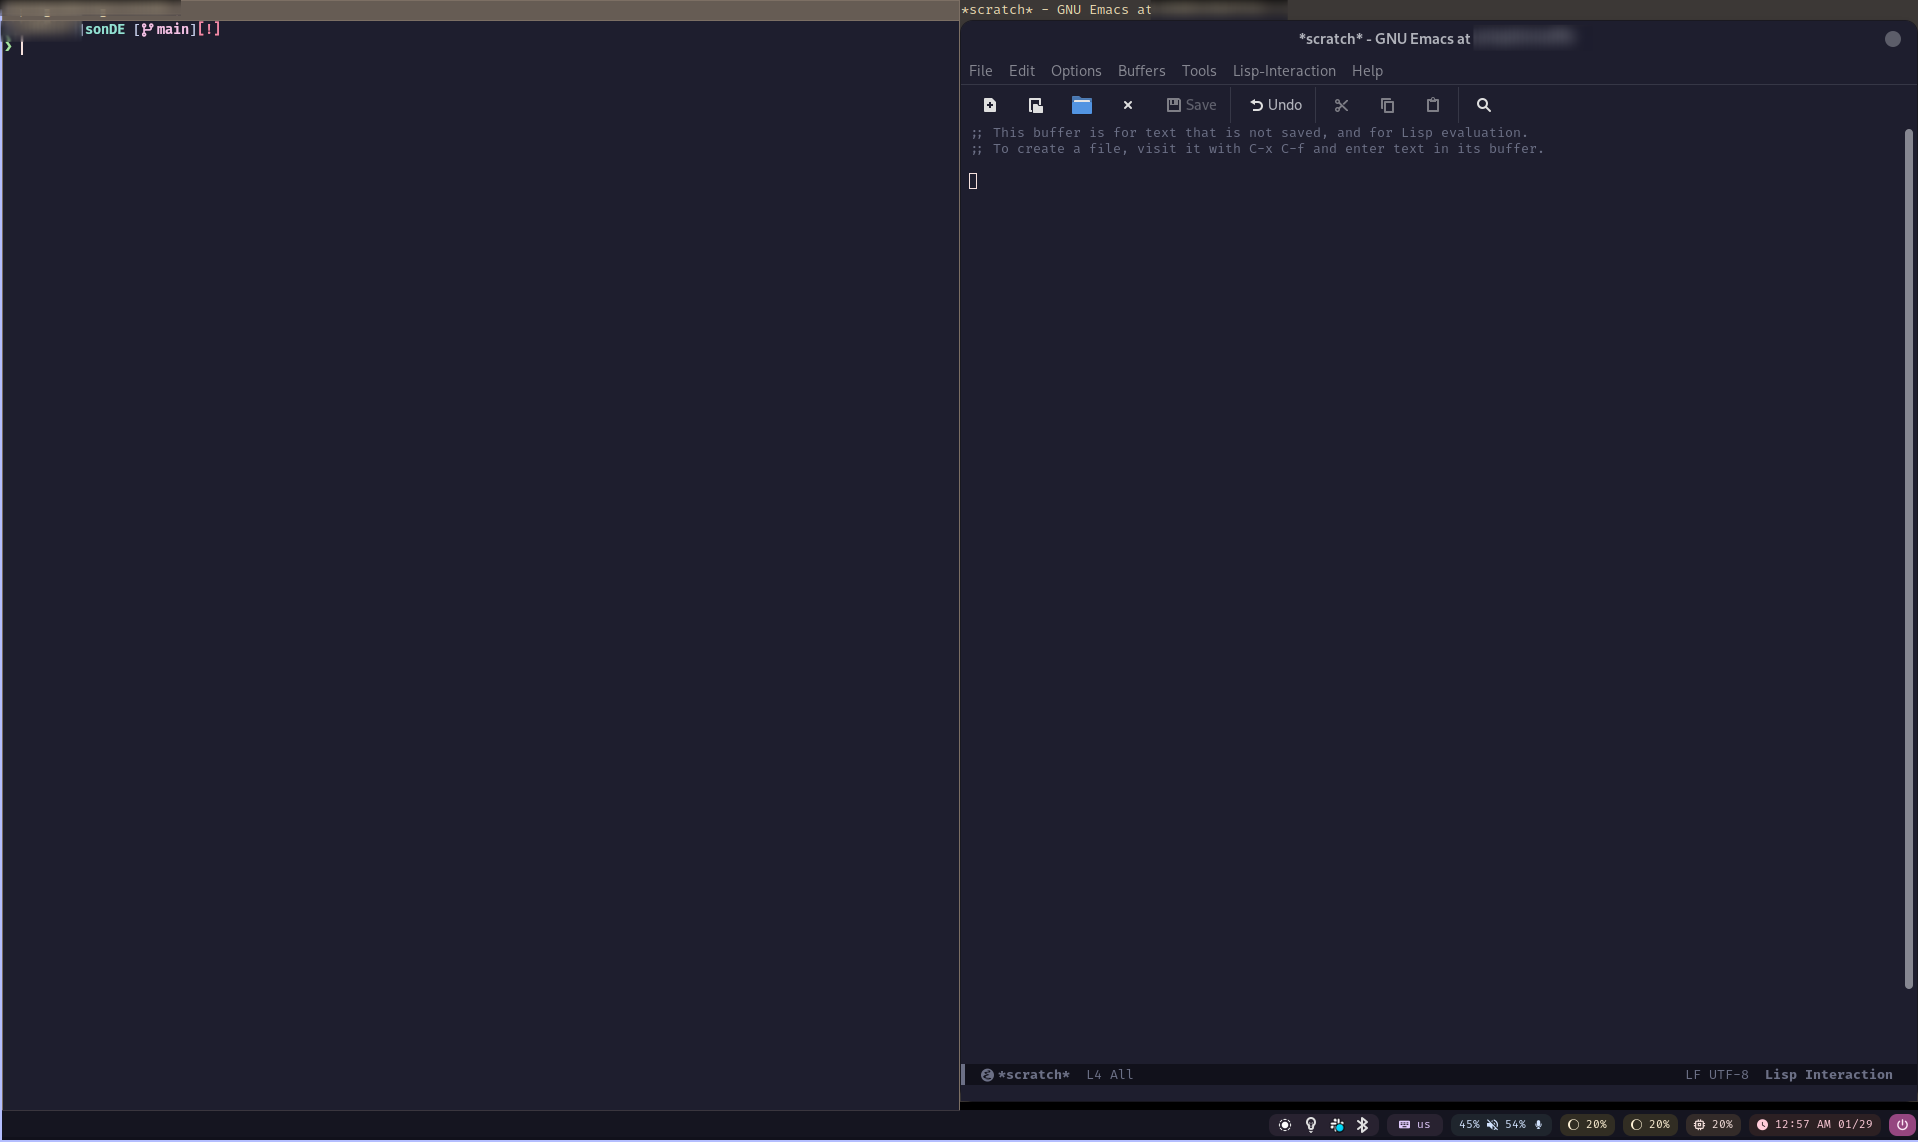 sonDE [main][!]
❯
*scratch* - GNU Emacs at
*scratch* - GNU Emacs at
File Edit Options Buffers Tools Lisp-Interaction Help
Save Undo
;; This buffer is for text that is not saved, and for Lisp evaluation.
;; To create a file, visit it with C-x C-f and enter text in its buffer.
*scratch* L4 All LF UTF-8 Lisp Interaction
us 45% 54% 20% 20% 20% 12:57 AM 01/29